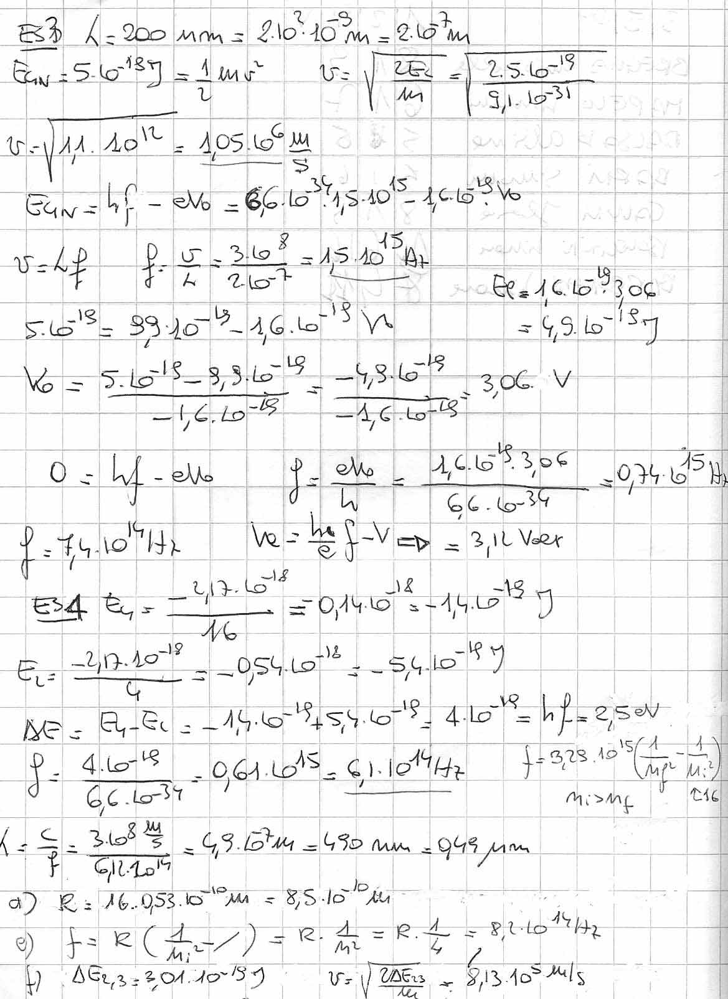 ES3 λ = 200 nm = 2·10²·10⁻⁹ m = 2·10⁻⁷ m
E_CIN = 5·10⁻¹⁹ J = 1/2 mv² v = √(2E_c/m) = √(2·5·10⁻¹⁹/9,1·10⁻³¹)
v = √(1,1·10¹²) = 1,05·10⁶ m/s
E_CIN = hf − eV₀ = 6,6·10⁻³⁴·1,5·10¹⁵ − 1,6·10⁻¹⁹·V₀
v = λf f = v/λ = 3·10⁸/2·10⁻⁷ = 1,5·10¹⁵ Hz
Ee = 1,6·10⁻¹⁹·3,06
5·10⁻¹⁹ = 9,9·10⁻¹⁹ − 1,6·10⁻¹⁹ V₀ = 4,9·10⁻¹⁹ J
V₀ = (5·10⁻¹⁹ − 9,9·10⁻¹⁹)/(−1,6·10⁻¹⁹) = (−4,9·10⁻¹⁹)/(−1,6·10⁻¹⁹) = 3,06 V
0 = hf − eV₀ f = eV₀/h = 1,6·10⁻¹⁹·3,06/6,6·10⁻³⁴ = 0,74·10¹⁵ Hz
f = 7,4·10¹⁴ Hz f − V ⇒ = 3,12 Volt
ES4 E₄ = −2,17·10⁻¹⁸/16 = −0,14·10⁻¹⁸ = −1,4·10⁻¹⁹ J
E₂ = −2,17·10⁻¹⁸/4 = −0,54·10⁻¹⁸ = −5,4·10⁻¹⁹ J
ΔE = E₄ − E₂ = −1,4·10⁻¹⁹ + 5,4·10⁻¹⁹ = 4·10⁻¹⁹ = hf = 2,5 eV
f = 4·10⁻¹⁹/6,6·10⁻³⁴ = 0,61·10¹⁵ = 6,1·10¹⁴ Hz f = 3,29·10¹⁵(1/n_f² − 1/n_i²)
n_i > n_f ↑16
λ = c/f = 3·10⁸ m/s/6,12·10¹⁴ = 4,9·10⁻⁷ m = 490 nm = 0,49 μm
a) R = 16·0,53·10⁻¹⁰ m = 8,5·10⁻¹⁰ m
e) f = R (1/n_i² − /) = R·1/n² = R·1/4 = 8,2·10¹⁴ Hz
f) ΔE₂,₃ = 3,01·10⁻¹⁹ J v = √(2ΔE₂₃/m) = 8,13·10⁵ m/s